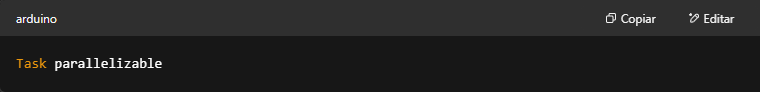 arduino
Copiar
Editar
Task parallelizable